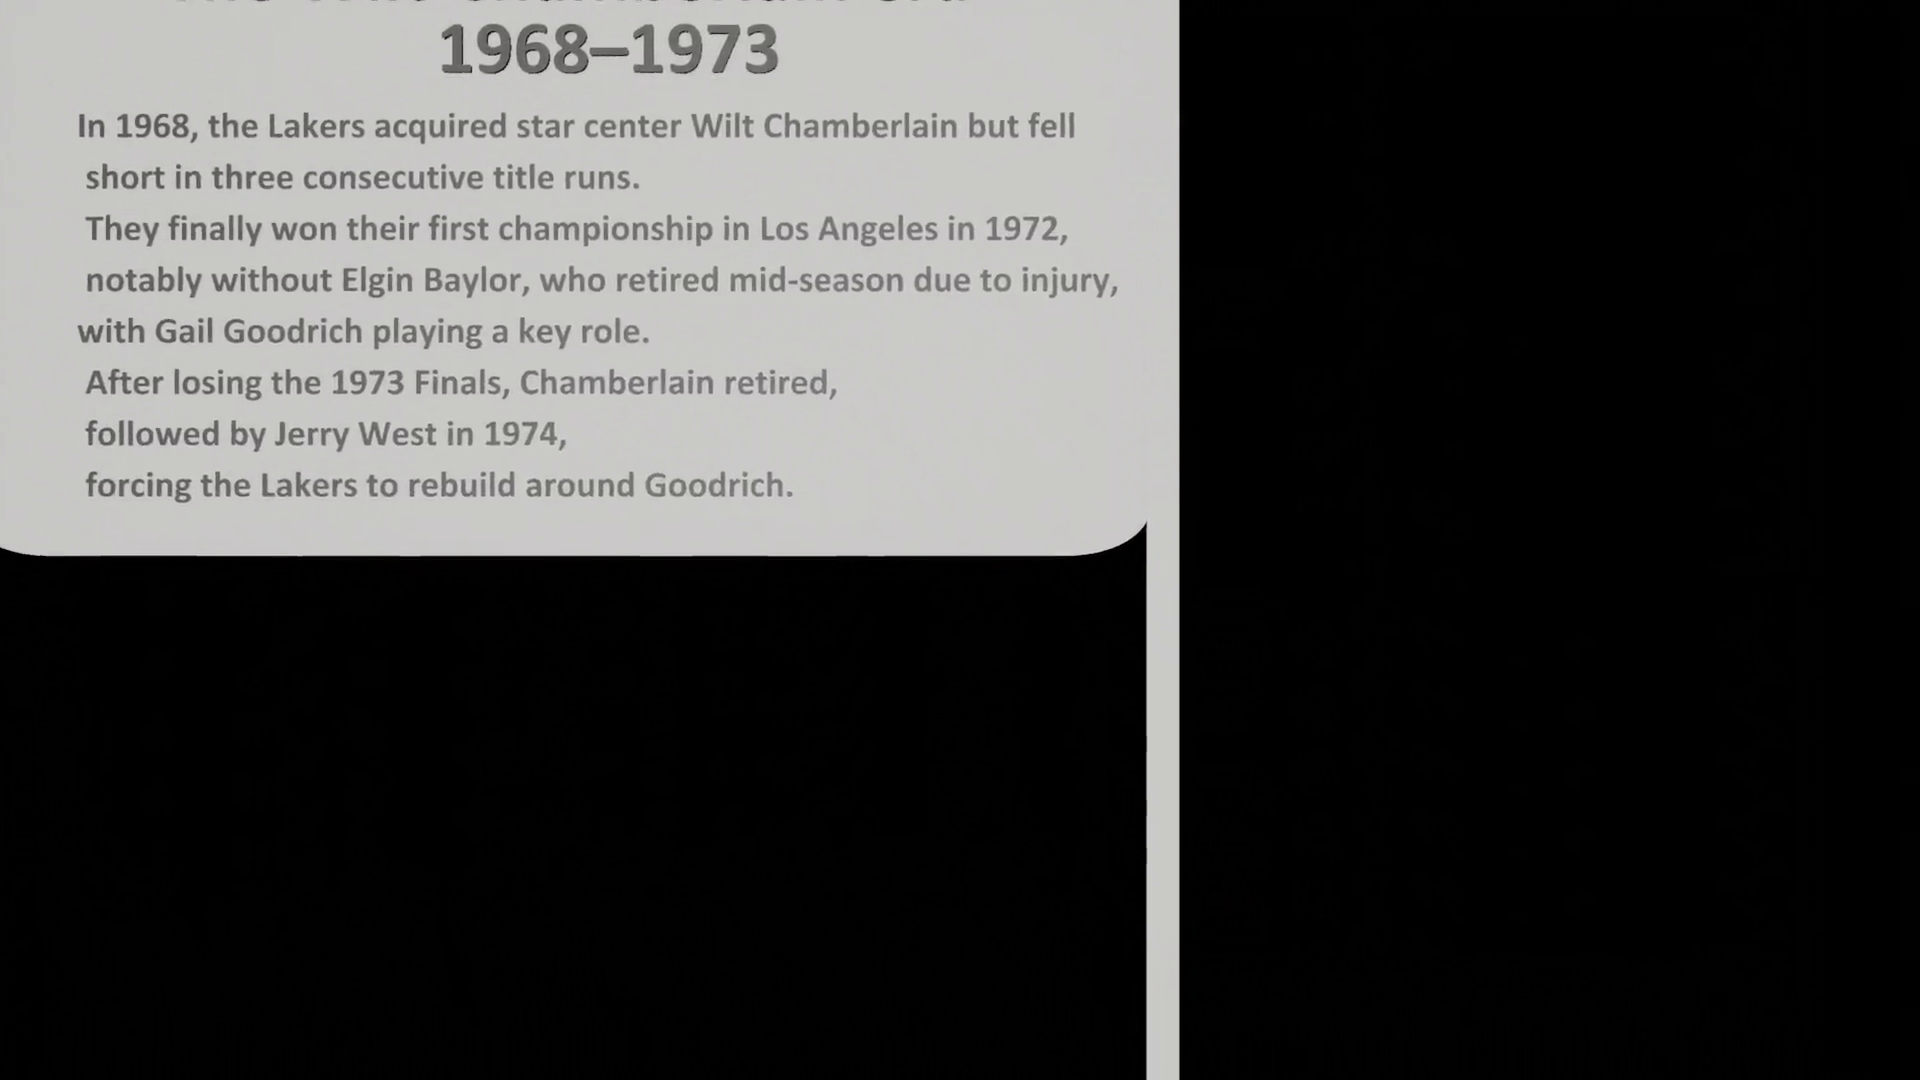 1968–1973
In 1968, the Lakers acquired star center Wilt Chamberlain but fell
short in three consecutive title runs.
They finally won their first championship in Los Angeles in 1972,
notably without Elgin Baylor, who retired mid-season due to injury,
with Gail Goodrich playing a key role.
After losing the 1973 Finals, Chamberlain retired,
followed by Jerry West in 1974,
forcing the Lakers to rebuild around Goodrich.